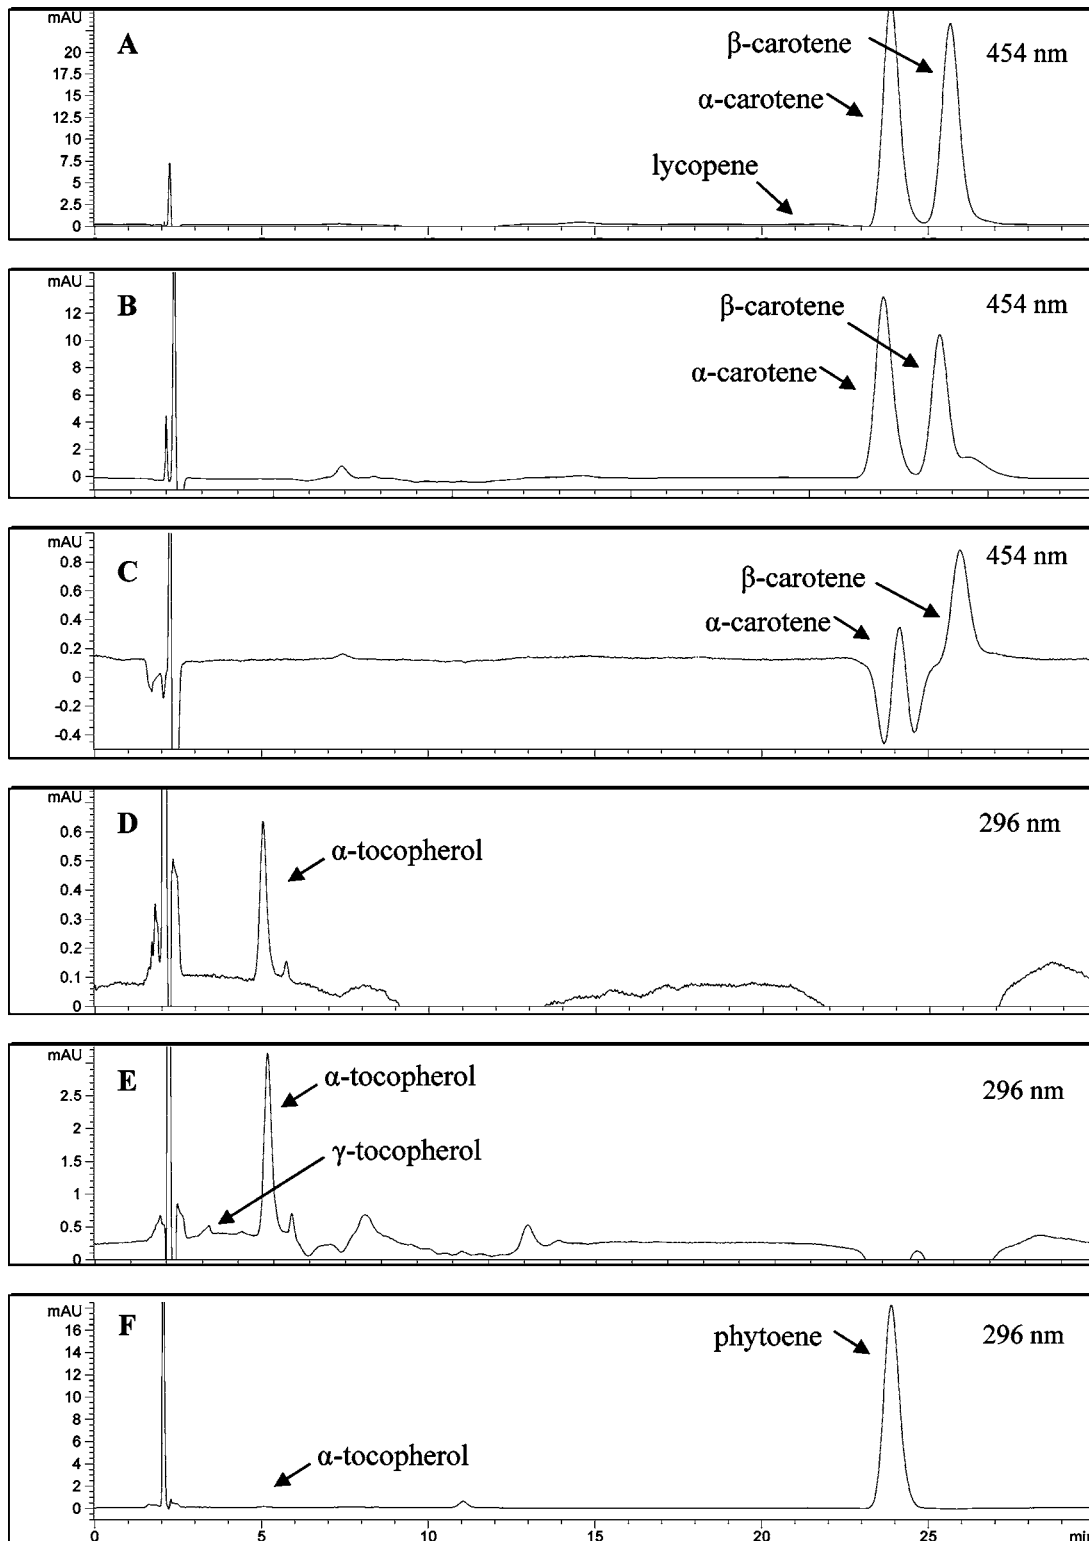 mAU
A
β-carotene
454 nm
20
17.5
α-carotene
15
12.5
10
lycopene
7.5
5
2.5
0
mAU
B
β-carotene
454 nm
12
10
α-carotene
8
6
4
2
0
mAU
C
454 nm
0.8
β-carotene
0.6
α-carotene
0.4
0.2
0
-0.2
-0.4
mAU
D
296 nm
0.6
α-tocopherol
0.5
0.4
0.3
0.2
0.1
0
mAU
E
α-tocopherol
296 nm
2.5
2
γ-tocopherol
1.5
1
0.5
0
mAU
F
phytoene
296 nm
16
14
12
10
8
6
α-tocopherol
4
2
0
0 5 10 15 20 25